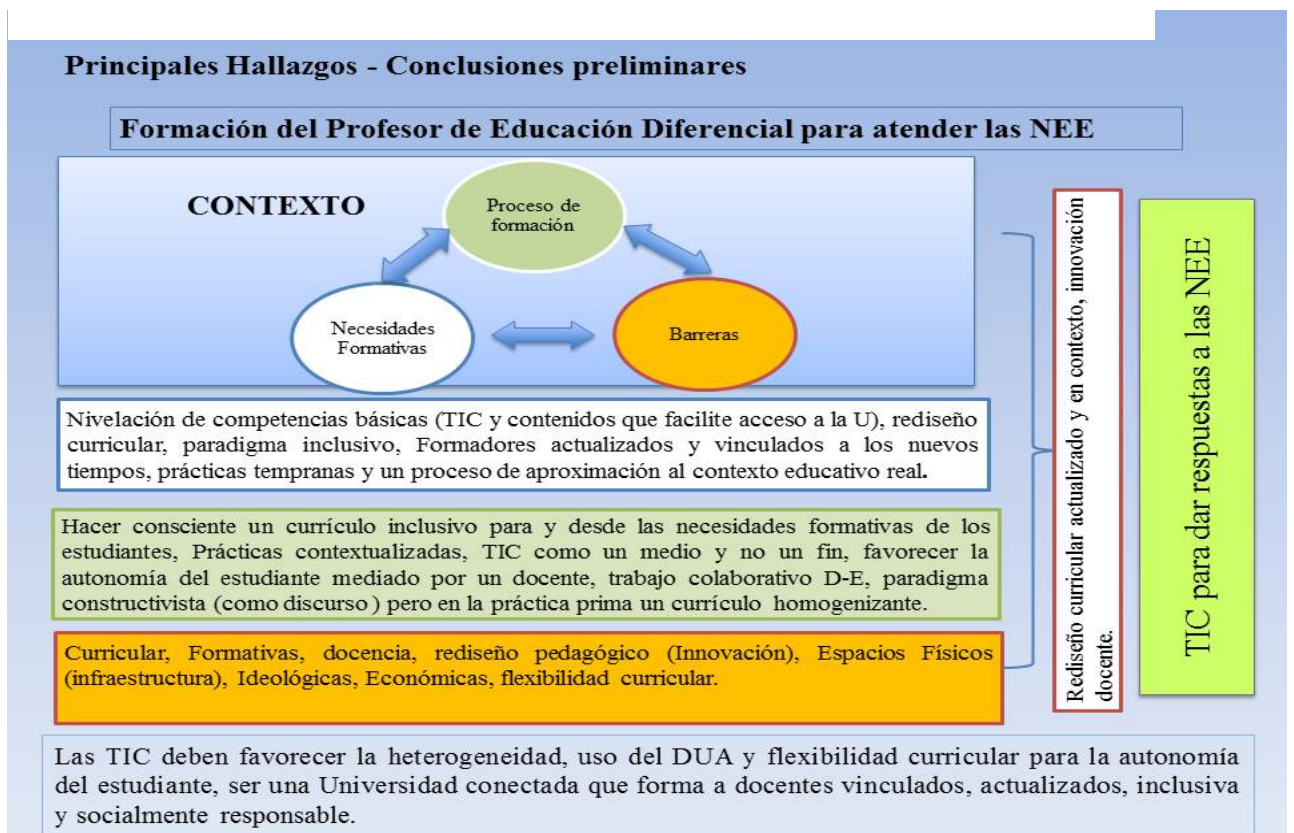 Principales Hallazgos - Conclusiones preliminares
Formación del Profesor de Educación Diferencial para atender las NEE
CONTEXTO
Proceso de
formación
Necesidades
Formativas
Barreras
Nivelación de competencias básicas (TIC y contenidos que facilite acceso a la U), rediseño
curricular, paradigma inclusivo, Formadores actualizados y vinculados a los nuevos
tiempos, prácticas tempranas y un proceso de aproximación al contexto educativo real.
Hacer consciente un currículo inclusivo para y desde las necesidades formativas de los
estudiantes, Prácticas contextualizadas, TIC como un medio y no un fin, favorecer la
autonomía del estudiante mediado por un docente, trabajo colaborativo D-E, paradigma
constructivista (como discurso ) pero en la práctica prima un currículo homogenizante.
Curricular, Formativas, docencia, rediseño pedagógico (Innovación), Espacios Físicos
(infraestructura), Ideológicas, Económicas, flexibilidad curricular.
Rediseño curricular actualizado y en contexto, innovación
docente.
TIC para dar respuestas a las NEE
Las TIC deben favorecer la heterogeneidad, uso del DUA y flexibilidad curricular para la autonomía
del estudiante, ser una Universidad conectada que forma a docentes vinculados, actualizados, inclusiva
y socialmente responsable.